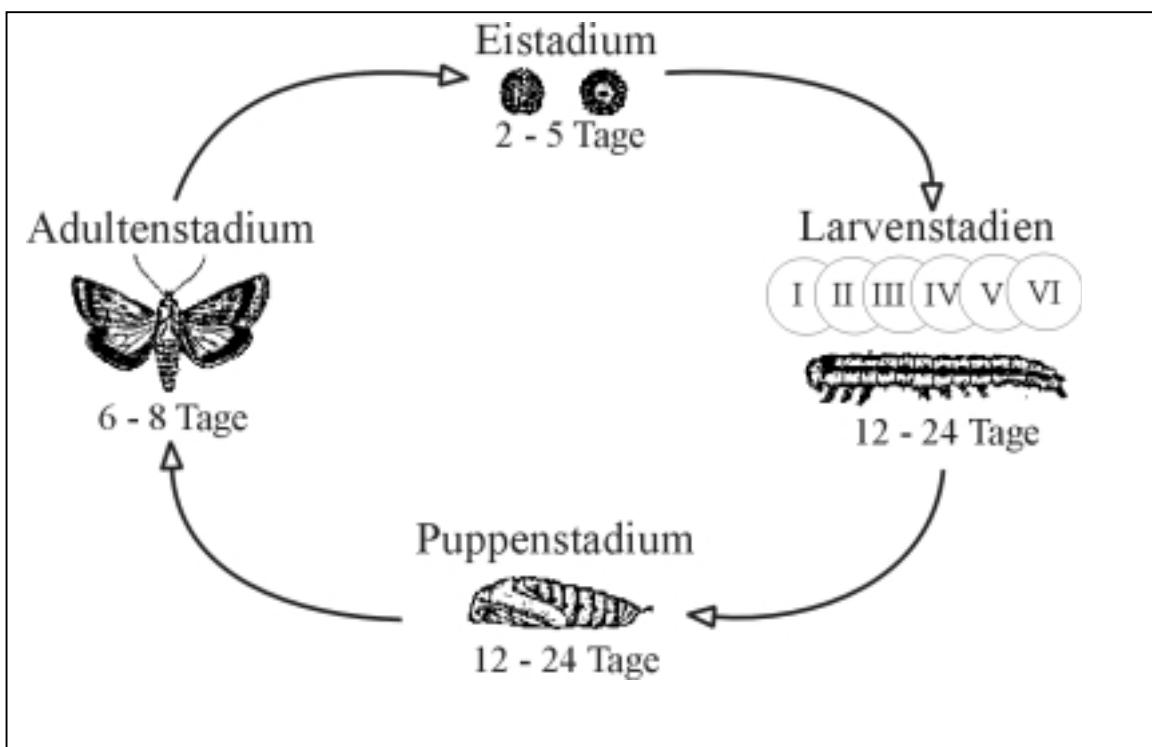 Eistadium
2 - 5 Tage
Larvenstadien
I II III IV V VI
12 - 24 Tage
Puppenstadium
12 - 24 Tage
Adultenstadium
6 - 8 Tage